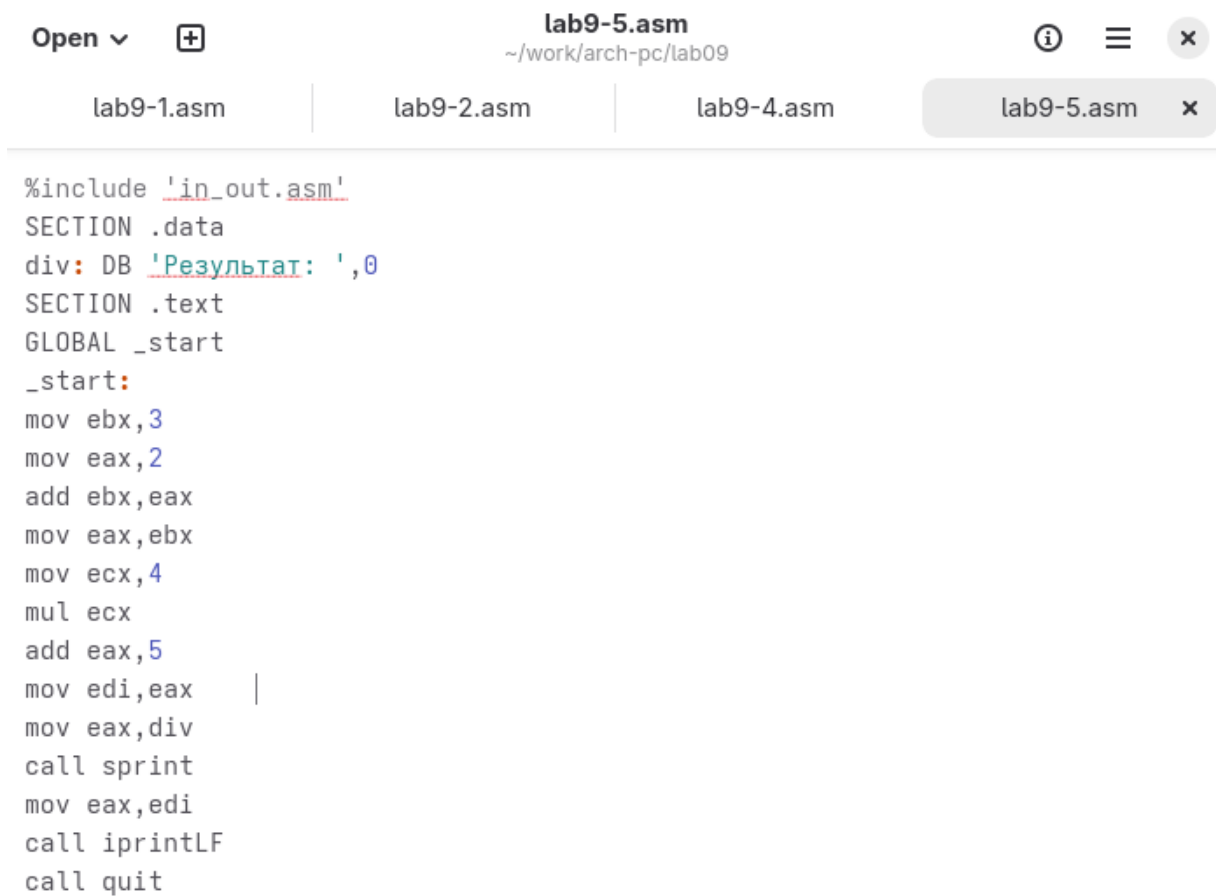 Open
lab9-5.asm
~/work/arch-pc/lab09
lab9-1.asm
lab9-2.asm
lab9-4.asm
lab9-5.asm
%include 'in_out.asm'
SECTION .data
div: DB 'Результат: ',0
SECTION .text
GLOBAL _start
_start:
mov ebx,3
mov eax,2
add ebx,eax
mov eax,ebx
mov ecx,4
mul ecx
add eax,5
mov edi,eax
mov eax,div
call sprint
mov eax,edi
call iprintLF
call quit